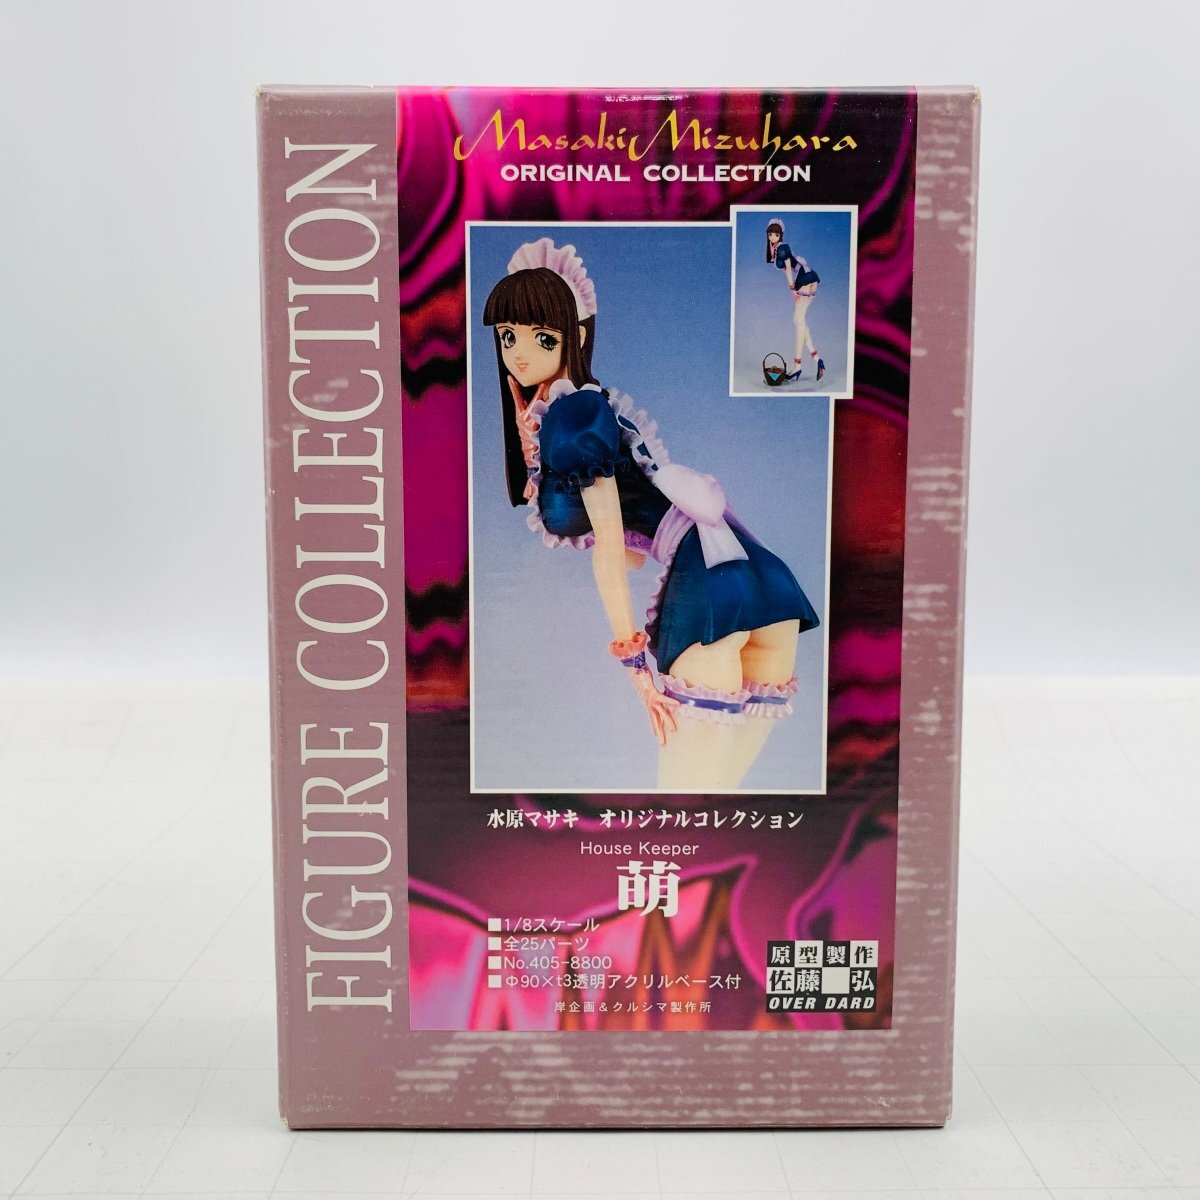 FIGURE COLLECTION
Masaki Mizuhara
ORIGINAL COLLECTION
水原マサキ オリジナルコレクション
House Keeper
萌
■1/8スケール
■全25パーツ
■No.405-8800
■Φ90×t3透明アクリルベース付
岸企画&クルシマ製作所
原型製作
佐藤 弘
OVER DARD